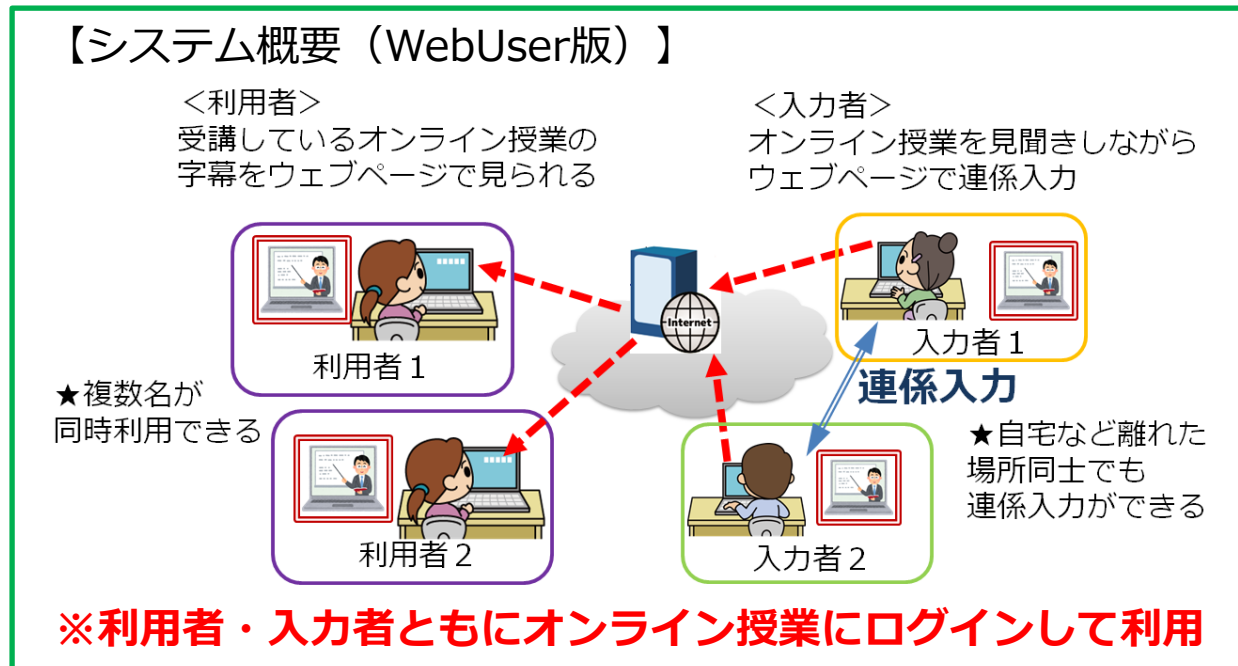 【システム概要（WebUser版）】
＜利用者＞
受講しているオンライン授業の
字幕をウェブページで見られる
＜入力者＞
オンライン授業を見聞きしながら
ウェブページで連係入力
Internet
利用者１
入力者１
連係入力
★複数名が
同時利用できる
★自宅など離れた
場所同士でも
連係入力ができる
利用者２
入力者２
※利用者・入力者ともにオンライン授業にログインして利用